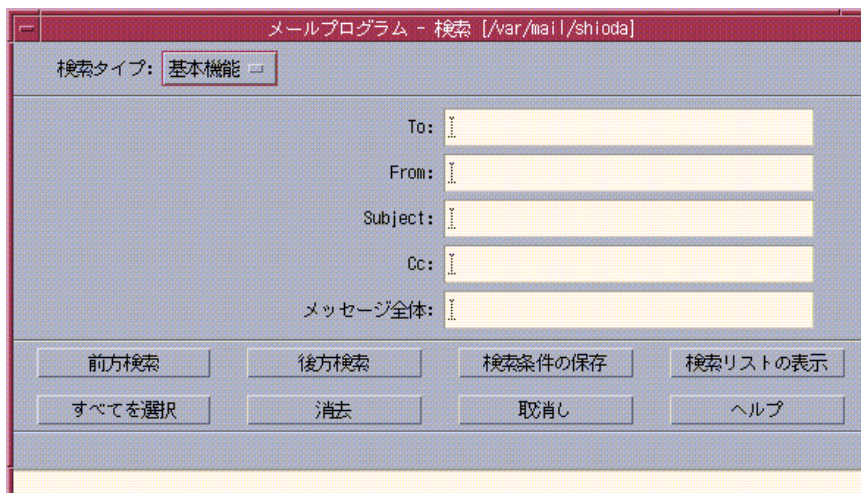 メールプログラム - 検索 [/var/mail/shioda]
検索タイプ: 基本機能
To:
From:
Subject:
Cc:
メッセージ全体:
前方検索 後方検索 検索条件の保存 検索リストの表示
すべてを選択 消去 取消し ヘルプ